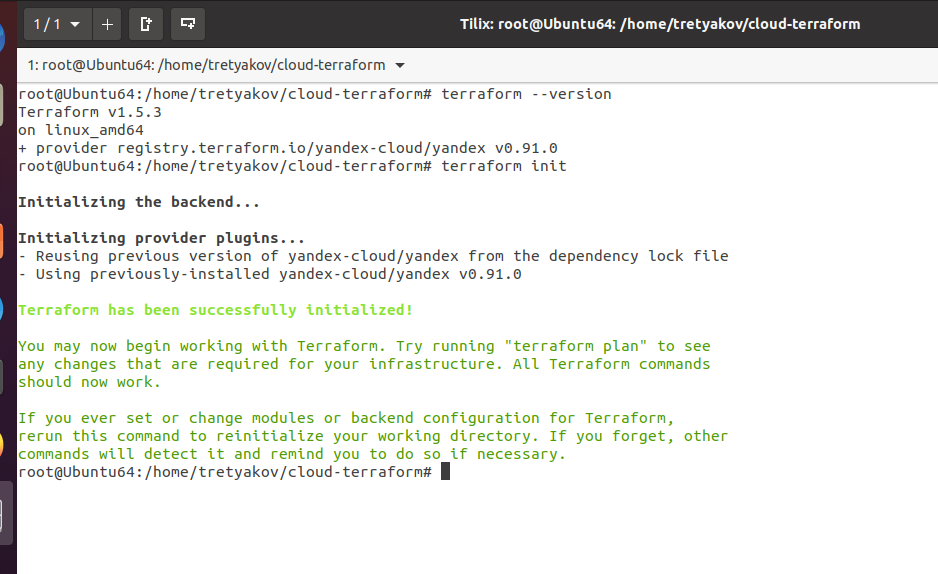 1 / 1
Tilix: root@Ubuntu64: /home/tretyakov/cloud-terraform
1: root@Ubuntu64: /home/tretyakov/cloud-terraform
root@Ubuntu64:/home/tretyakov/cloud-terraform# terraform --version
Terraform v1.5.3
on linux_amd64
+ provider registry.terraform.io/yandex-cloud/yandex v0.91.0
root@Ubuntu64:/home/tretyakov/cloud-terraform# terraform init
Initializing the backend...
Initializing provider plugins...
- Reusing previous version of yandex-cloud/yandex from the dependency lock file
- Using previously-installed yandex-cloud/yandex v0.91.0
Terraform has been successfully initialized!
You may now begin working with Terraform. Try running "terraform plan" to see
any changes that are required for your infrastructure. All Terraform commands
should now work.
If you ever set or change modules or backend configuration for Terraform,
rerun this command to reinitialize your working directory. If you forget, other
commands will detect it and remind you to do so if necessary.
root@Ubuntu64:/home/tretyakov/cloud-terraform#